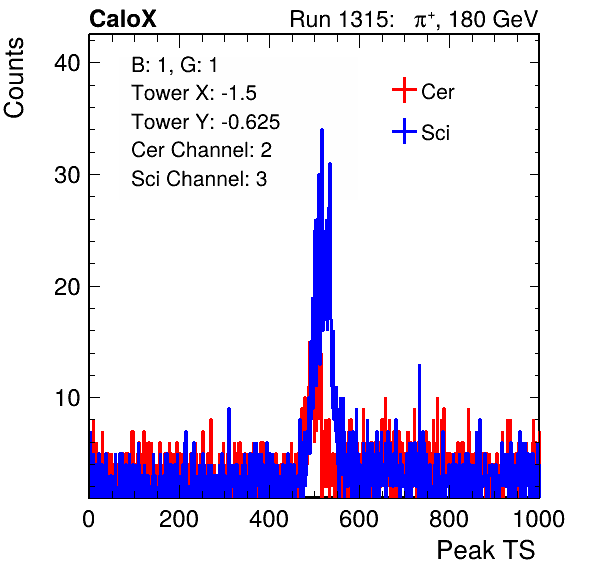 CaloX
Run 1315: π⁺, 180 GeV
Counts
B: 1, G: 1
Tower X: -1.5
Tower Y: -0.625
Cer Channel: 2
Sci Channel: 3
Cer
Sci
40
30
20
10
0 200 400 600 800 1000
Peak TS